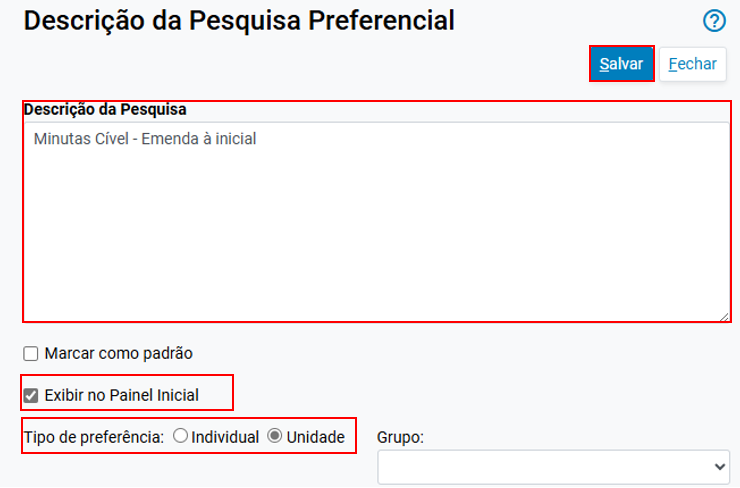 Descrição da Pesquisa Preferencial
Salvar Fechar
Descrição da Pesquisa
Minutas Cível - Emenda à inicial
Marcar como padrão
Exibir no Painel Inicial
Tipo de preferência: Individual Unidade Grupo: